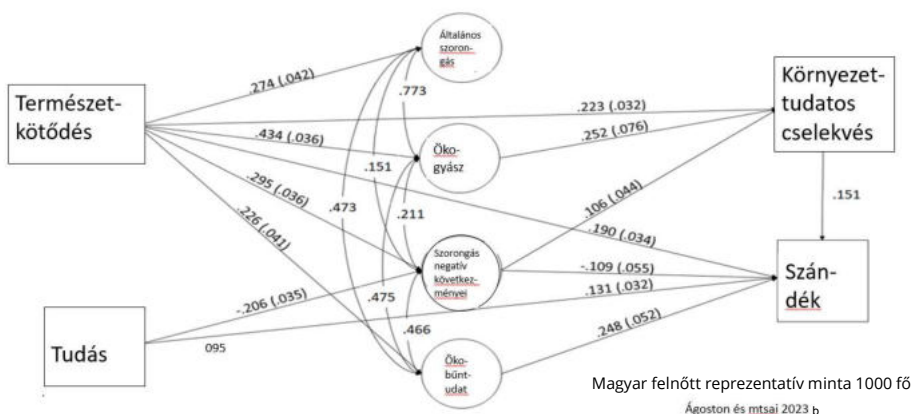 Általános
szoron-
gás
Természet-
kötődés
.274 (.042)
.773
Környezet-
tudatos
cselekvés
.223 (.032)
.434 (.036)
.252 (.076)
Öko-
gyász
.151
.295 (.036)
.106 (.044)
.151
.211
.226 (.041)
.473
.190 (.034)
Szorongás
negatív
következ-
ményei
-.109 (.055)
Szán-
dék
-.206 (.035)
.475
.131 (.032)
Tudás
095
.466
.248 (.052)
Öko-
bűnt-
udat
Magyar felnőtt reprezentatív minta 1000 fő
Ágoston és mtsai 2023 b